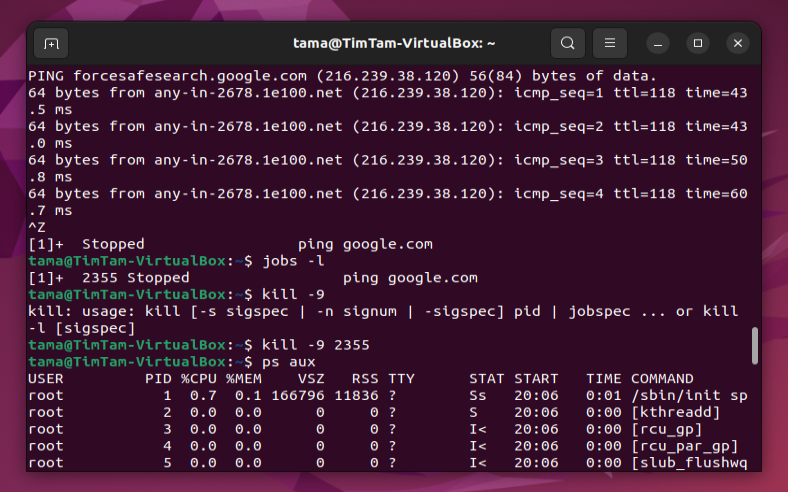 tama@TimTam-VirtualBox: ~
PING forcesafesearch.google.com (216.239.38.120) 56(84) bytes of data.
64 bytes from any-in-2678.1e100.net (216.239.38.120): icmp_seq=1 ttl=118 time=43
.5 ms
64 bytes from any-in-2678.1e100.net (216.239.38.120): icmp_seq=2 ttl=118 time=43
.0 ms
64 bytes from any-in-2678.1e100.net (216.239.38.120): icmp_seq=3 ttl=118 time=50
.8 ms
64 bytes from any-in-2678.1e100.net (216.239.38.120): icmp_seq=4 ttl=118 time=60
.7 ms
^Z
[1]+  Stopped                 ping google.com
tama@TimTam-VirtualBox:~$ jobs -l
[1]+  2355 Stopped                 ping google.com
tama@TimTam-VirtualBox:~$ kill -9
kill: usage: kill [-s sigspec | -n signum | -sigspec] pid | jobspec ... or kill
-l [sigspec]
tama@TimTam-VirtualBox:~$ kill -9 2355
tama@TimTam-VirtualBox:~$ ps aux
USER         PID %CPU %MEM    VSZ   RSS TTY      STAT START   TIME COMMAND
root           1  0.7  0.1 166796 11836 ?        Ss   20:06   0:01 /sbin/init sp
root           2  0.0  0.0      0     0 ?        S    20:06   0:00 [kthreadd]
root           3  0.0  0.0      0     0 ?        I<   20:06   0:00 [rcu_gp]
root           4  0.0  0.0      0     0 ?        I<   20:06   0:00 [rcu_par_gp]
root           5  0.0  0.0      0     0 ?        I<   20:06   0:00 [slub_flushwq